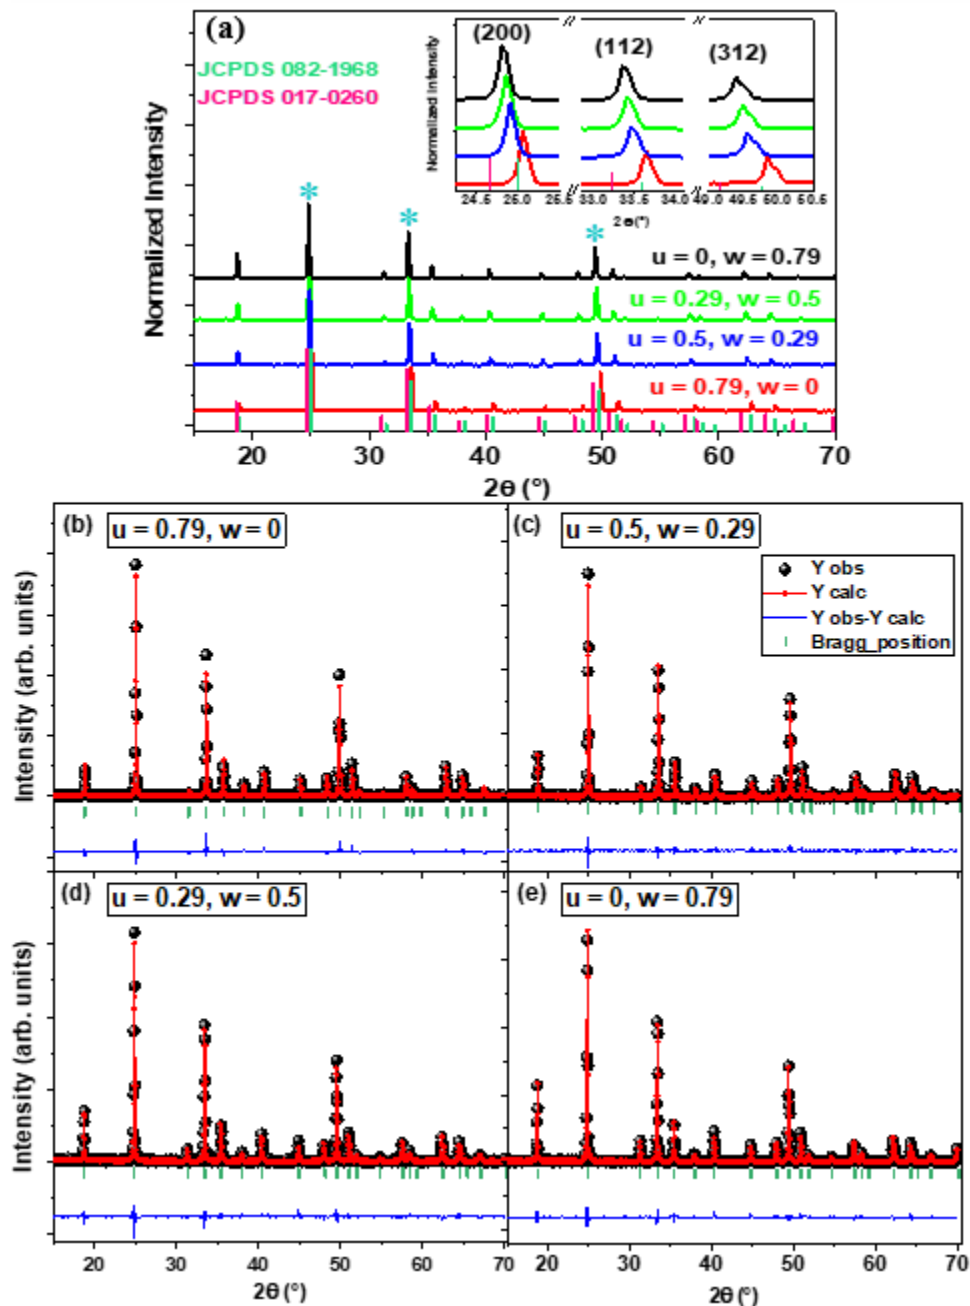 (a)
JCPDS 082-1968
JCPDS 017-0260
Normalized Intensity
(200)
(112)
(312)
Normalized Intensity
24.5 25.0 25.5 33.0 33.5 34.0 49.0 49.5 50.0 50.5
2θ(°)
* * *
u = 0, w = 0.79
u = 0.29, w = 0.5
u = 0.5, w = 0.29
u = 0.79, w = 0
20 30 40 50 60 70
2θ (°)
(b) u = 0.79, w = 0
(c) u = 0.5, w = 0.29
Y obs
Y calc
Y obs-Y calc
Bragg_position
Intensity (arb. units)
(d) u = 0.29, w = 0.5
(e) u = 0, w = 0.79
Intensity (arb. units)
20 30 40 50 60 20 30 40 50 60 70
2θ (°) 2θ (°)